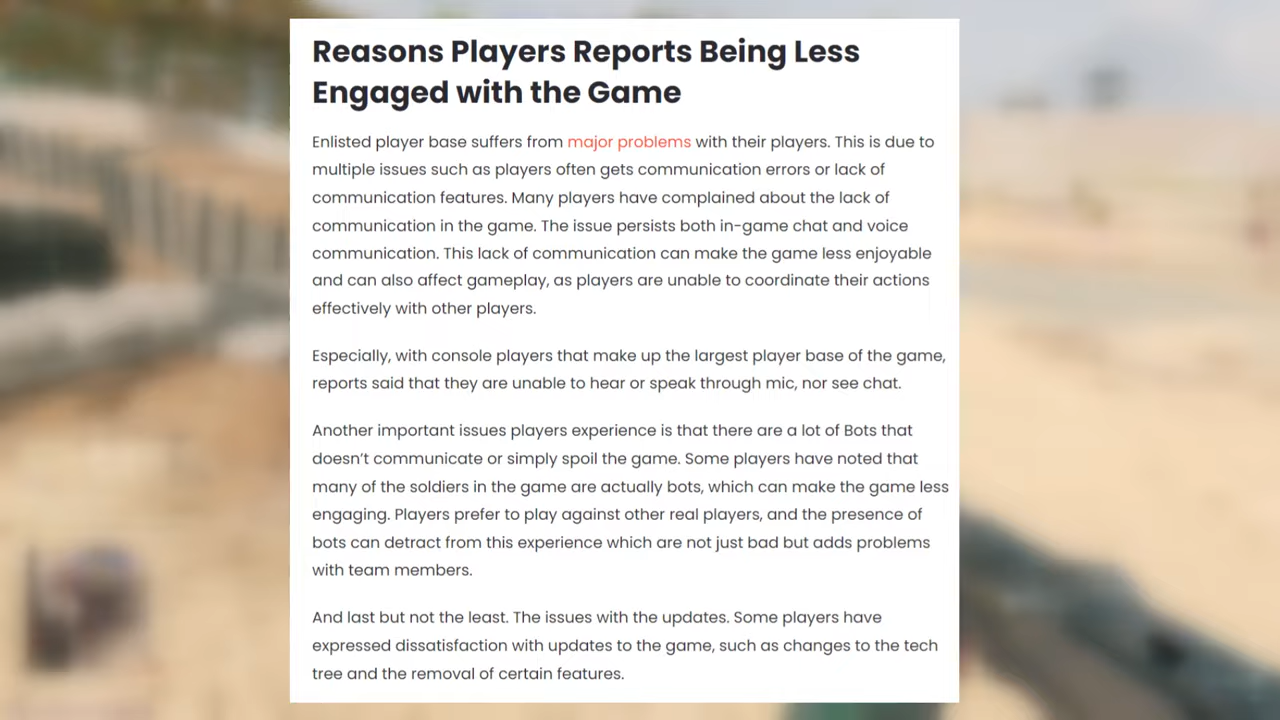 Reasons Players Reports Being Less
Engaged with the Game
Enlisted player base suffers from major problems with their players. This is due to
multiple issues such as players often gets communication errors or lack of
communication features. Many players have complained about the lack of
communication in the game. The issue persists both in-game chat and voice
communication. This lack of communication can make the game less enjoyable
and can also affect gameplay, as players are unable to coordinate their actions
effectively with other players.
Especially, with console players that make up the largest player base of the game,
reports said that they are unable to hear or speak through mic, nor see chat.
Another important issues players experience is that there are a lot of Bots that
doesn’t communicate or simply spoil the game. Some players have noted that
many of the soldiers in the game are actually bots, which can make the game less
engaging. Players prefer to play against other real players, and the presence of
bots can detract from this experience which are not just bad but adds problems
with team members.
And last but not the least. The issues with the updates. Some players have
expressed dissatisfaction with updates to the game, such as changes to the tech
tree and the removal of certain features.